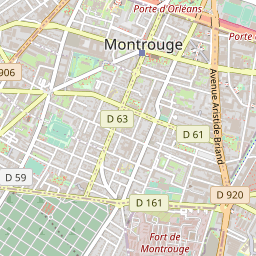 Porte d'Orléans
Porte d
Montrouge
906
Avenue Aristide Briand
D 63
D 61
D 59
D 920
D 161
Fort de
Montrouge